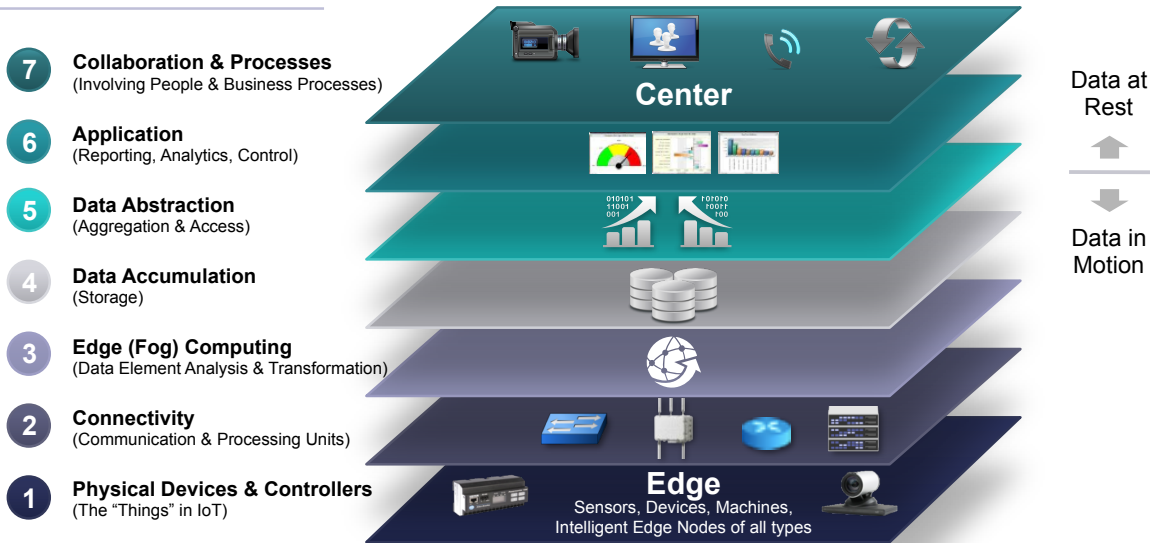 7
Collaboration & Processes
(Involving People & Business Processes)
6
Application
(Reporting, Analytics, Control)
5
Data Abstraction
(Aggregation & Access)
4
Data Accumulation
(Storage)
3
Edge (Fog) Computing
(Data Element Analysis & Transformation)
2
Connectivity
(Communication & Processing Units)
1
Physical Devices & Controllers
(The “Things” in IoT)
Center
010101
11001
001
Edge
Sensors, Devices, Machines,
Intelligent Edge Nodes of all types
Data at
Rest
Data in
Motion